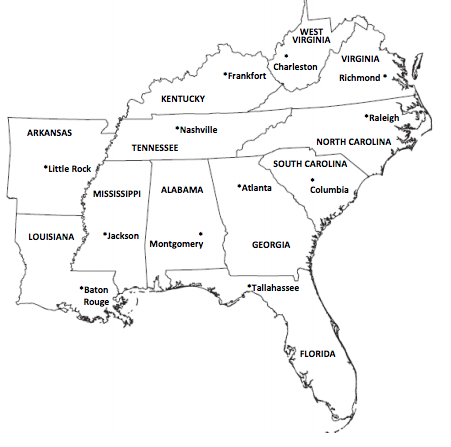 WEST
VIRGINIA
Charleston
VIRGINIA
Richmond
Frankfort
KENTUCKY
Raleigh
ARKANSAS
Nashville
TENNESSEE
NORTH CAROLINA
Little Rock
SOUTH CAROLINA
MISSISSIPPI
ALABAMA
Atlanta
Columbia
LOUISIANA
Jackson
Montgomery
GEORGIA
Baton
Rouge
Tallahassee
FLORIDA